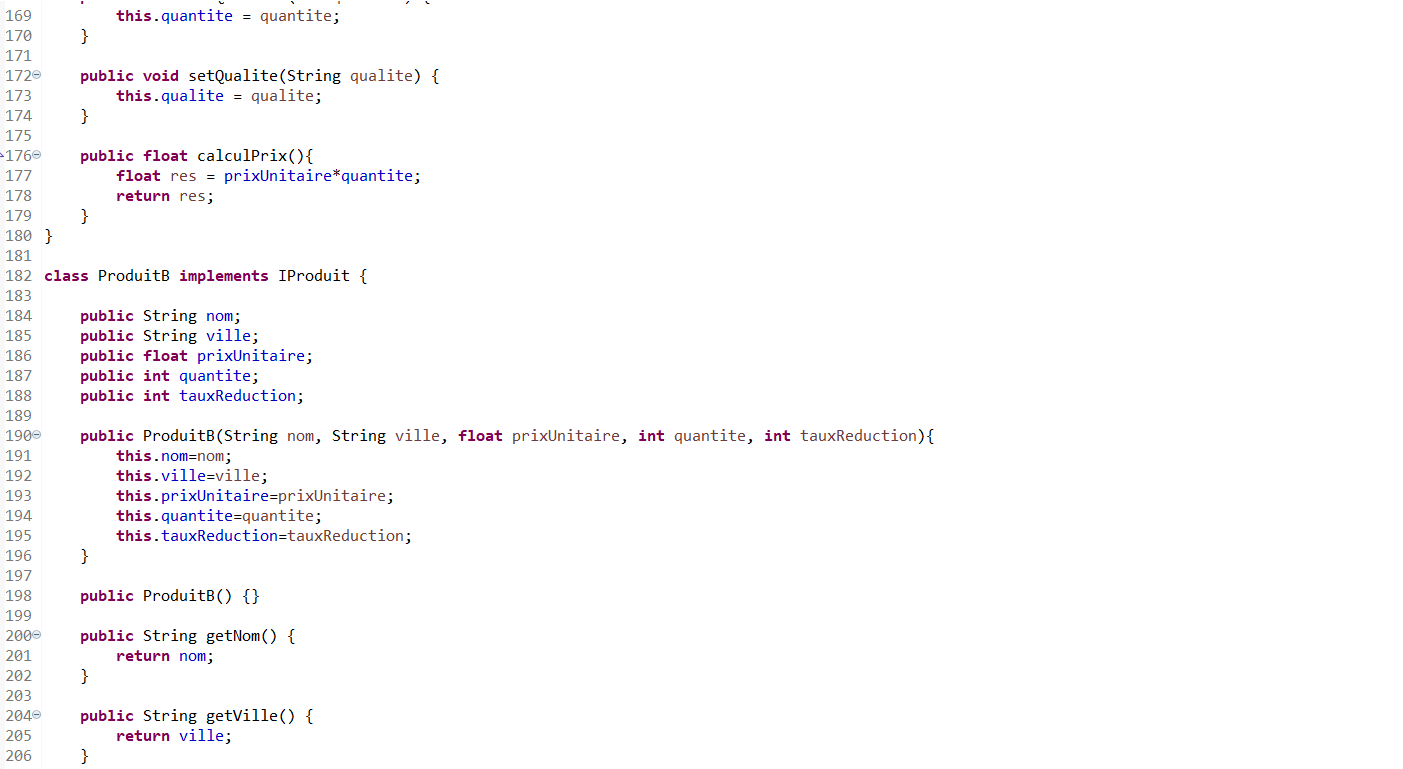 169 this.quantite = quantite;
170 }
171
172 public void setQualite(String qualite) {
173 this.qualite = qualite;
174 }
175
176 public float calculPrix(){
177 float res = prixUnitaire*quantite;
178 return res;
179 }
180 }
181
182 class ProduitB implements IProduit {
183
184 public String nom;
185 public String ville;
186 public float prixUnitaire;
187 public int quantite;
188 public int tauxReduction;
189
190 public ProduitB(String nom, String ville, float prixUnitaire, int quantite, int tauxReduction){
191 this.nom=nom;
192 this.ville=ville;
193 this.prixUnitaire=prixUnitaire;
194 this.quantite=quantite;
195 this.tauxReduction=tauxReduction;
196 }
197
198 public ProduitB() {}
199
200 public String getNom() {
201 return nom;
202 }
203
204 public String getVille() {
205 return ville;
206 }